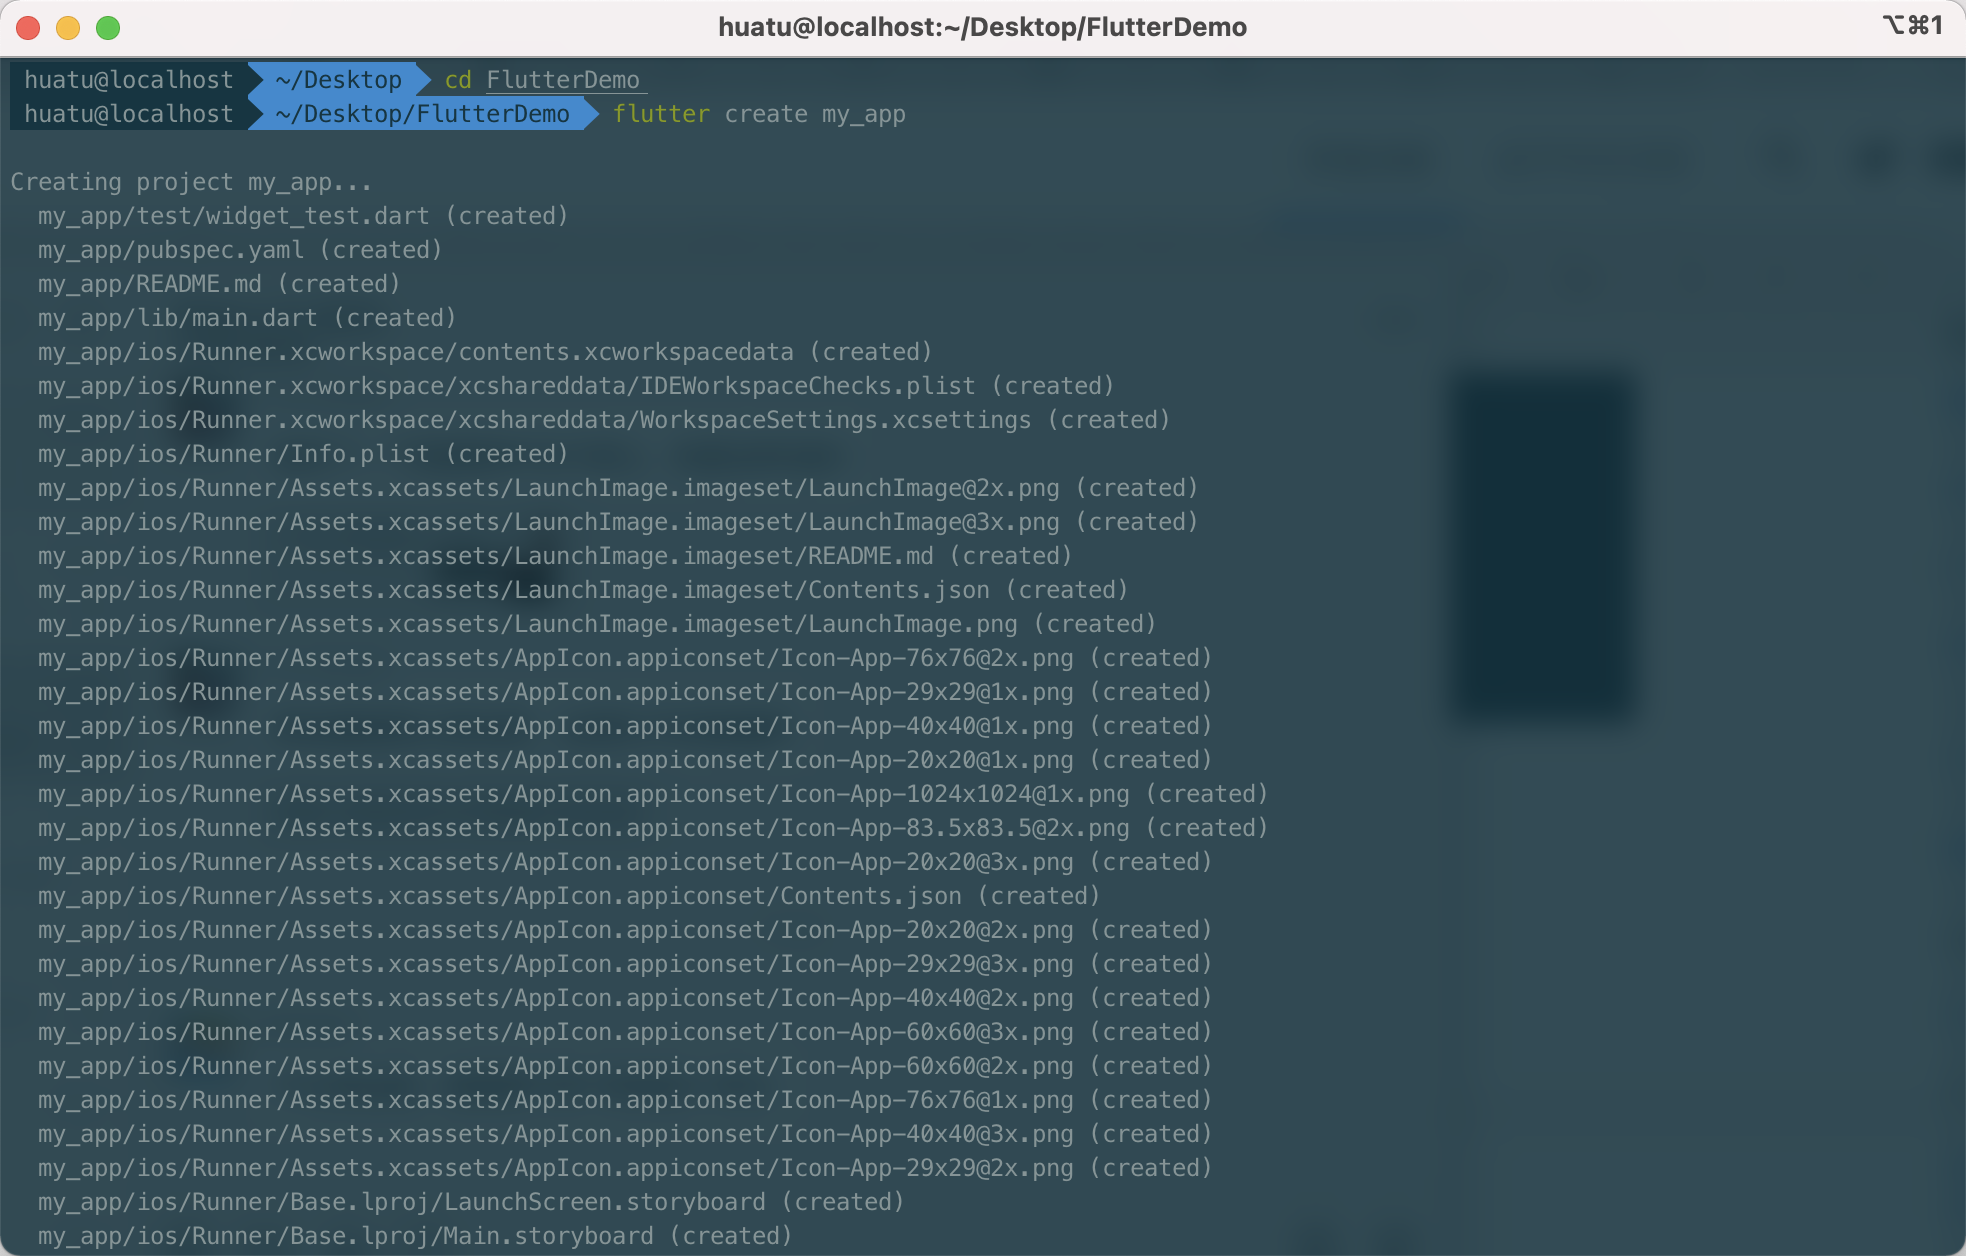 huatu@localhost:~/Desktop/FlutterDemo ⌥⌘1
huatu@localhost ~/Desktop cd FlutterDemo
huatu@localhost ~/Desktop/FlutterDemo flutter create my_app
Creating project my_app...
my_app/test/widget_test.dart (created)
my_app/pubspec.yaml (created)
my_app/README.md (created)
my_app/lib/main.dart (created)
my_app/ios/Runner.xcworkspace/contents.xcworkspacedata (created)
my_app/ios/Runner.xcworkspace/xcshareddata/IDEWorkspaceChecks.plist (created)
my_app/ios/Runner.xcworkspace/xcshareddata/WorkspaceSettings.xcsettings (created)
my_app/ios/Runner/Info.plist (created)
my_app/ios/Runner/Assets.xcassets/LaunchImage.imageset/LaunchImage@2x.png (created)
my_app/ios/Runner/Assets.xcassets/LaunchImage.imageset/LaunchImage@3x.png (created)
my_app/ios/Runner/Assets.xcassets/LaunchImage.imageset/README.md (created)
my_app/ios/Runner/Assets.xcassets/LaunchImage.imageset/Contents.json (created)
my_app/ios/Runner/Assets.xcassets/LaunchImage.imageset/LaunchImage.png (created)
my_app/ios/Runner/Assets.xcassets/AppIcon.appiconset/Icon-App-76x76@2x.png (created)
my_app/ios/Runner/Assets.xcassets/AppIcon.appiconset/Icon-App-29x29@1x.png (created)
my_app/ios/Runner/Assets.xcassets/AppIcon.appiconset/Icon-App-40x40@1x.png (created)
my_app/ios/Runner/Assets.xcassets/AppIcon.appiconset/Icon-App-20x20@1x.png (created)
my_app/ios/Runner/Assets.xcassets/AppIcon.appiconset/Icon-App-1024x1024@1x.png (created)
my_app/ios/Runner/Assets.xcassets/AppIcon.appiconset/Icon-App-83.5x83.5@2x.png (created)
my_app/ios/Runner/Assets.xcassets/AppIcon.appiconset/Icon-App-20x20@3x.png (created)
my_app/ios/Runner/Assets.xcassets/AppIcon.appiconset/Contents.json (created)
my_app/ios/Runner/Assets.xcassets/AppIcon.appiconset/Icon-App-20x20@2x.png (created)
my_app/ios/Runner/Assets.xcassets/AppIcon.appiconset/Icon-App-29x29@3x.png (created)
my_app/ios/Runner/Assets.xcassets/AppIcon.appiconset/Icon-App-40x40@2x.png (created)
my_app/ios/Runner/Assets.xcassets/AppIcon.appiconset/Icon-App-60x60@3x.png (created)
my_app/ios/Runner/Assets.xcassets/AppIcon.appiconset/Icon-App-60x60@2x.png (created)
my_app/ios/Runner/Assets.xcassets/AppIcon.appiconset/Icon-App-76x76@1x.png (created)
my_app/ios/Runner/Assets.xcassets/AppIcon.appiconset/Icon-App-40x40@3x.png (created)
my_app/ios/Runner/Assets.xcassets/AppIcon.appiconset/Icon-App-29x29@2x.png (created)
my_app/ios/Runner/Base.lproj/LaunchScreen.storyboard (created)
my_app/ios/Runner/Base.lproj/Main.storyboard (created)